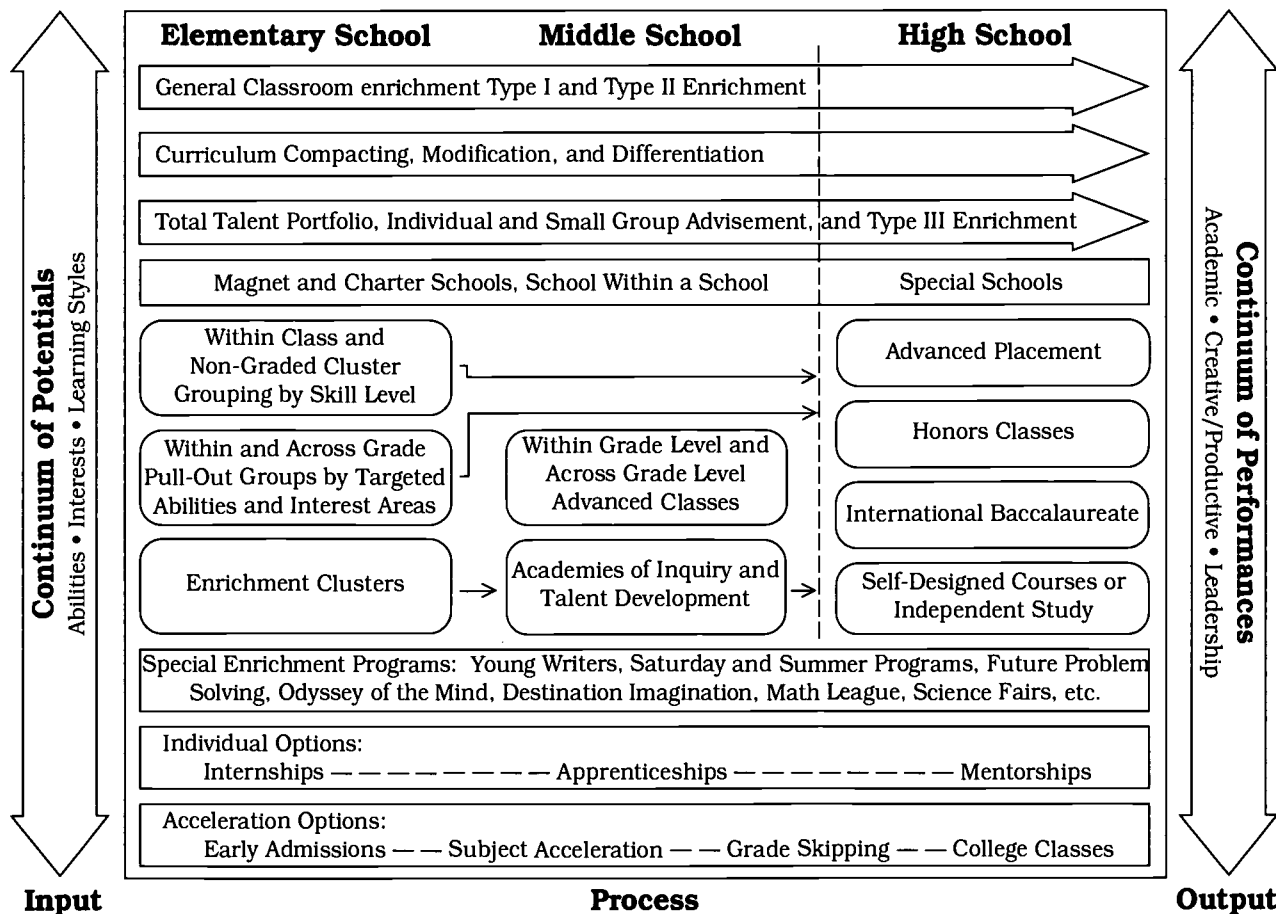 Elementary School
Middle School
High School
General Classroom enrichment Type I and Type II Enrichment
Curriculum Compacting, Modification, and Differentiation
Total Talent Portfolio, Individual and Small Group Advisement, and Type III Enrichment
Magnet and Charter Schools, School Within a School
Special Schools
Within Class and
Non-Graded Cluster
Grouping by Skill Level
Within and Across Grade
Pull-Out Groups by Targeted
Abilities and Interest Areas
Enrichment Clusters
Within Grade Level and
Across Grade Level
Advanced Classes
Academies of Inquiry and
Talent Development
Advanced Placement
Honors Classes
International Baccalaureate
Self-Designed Courses or
Independent Study
Special Enrichment Programs: Young Writers, Saturday and Summer Programs, Future Problem
Solving, Odyssey of the Mind, Destination Imagination, Math League, Science Fairs, etc.
Individual Options:
Internships — — — — — — — Apprenticeships — — — — — — — Mentorships
Acceleration Options:
Early Admissions — — Subject Acceleration — — Grade Skipping — — College Classes
Continuum of Potentials
Abilities • Interests • Learning Styles
Continuum of Performances
Academic • Creative/Productive • Leadership
Input
Process
Output